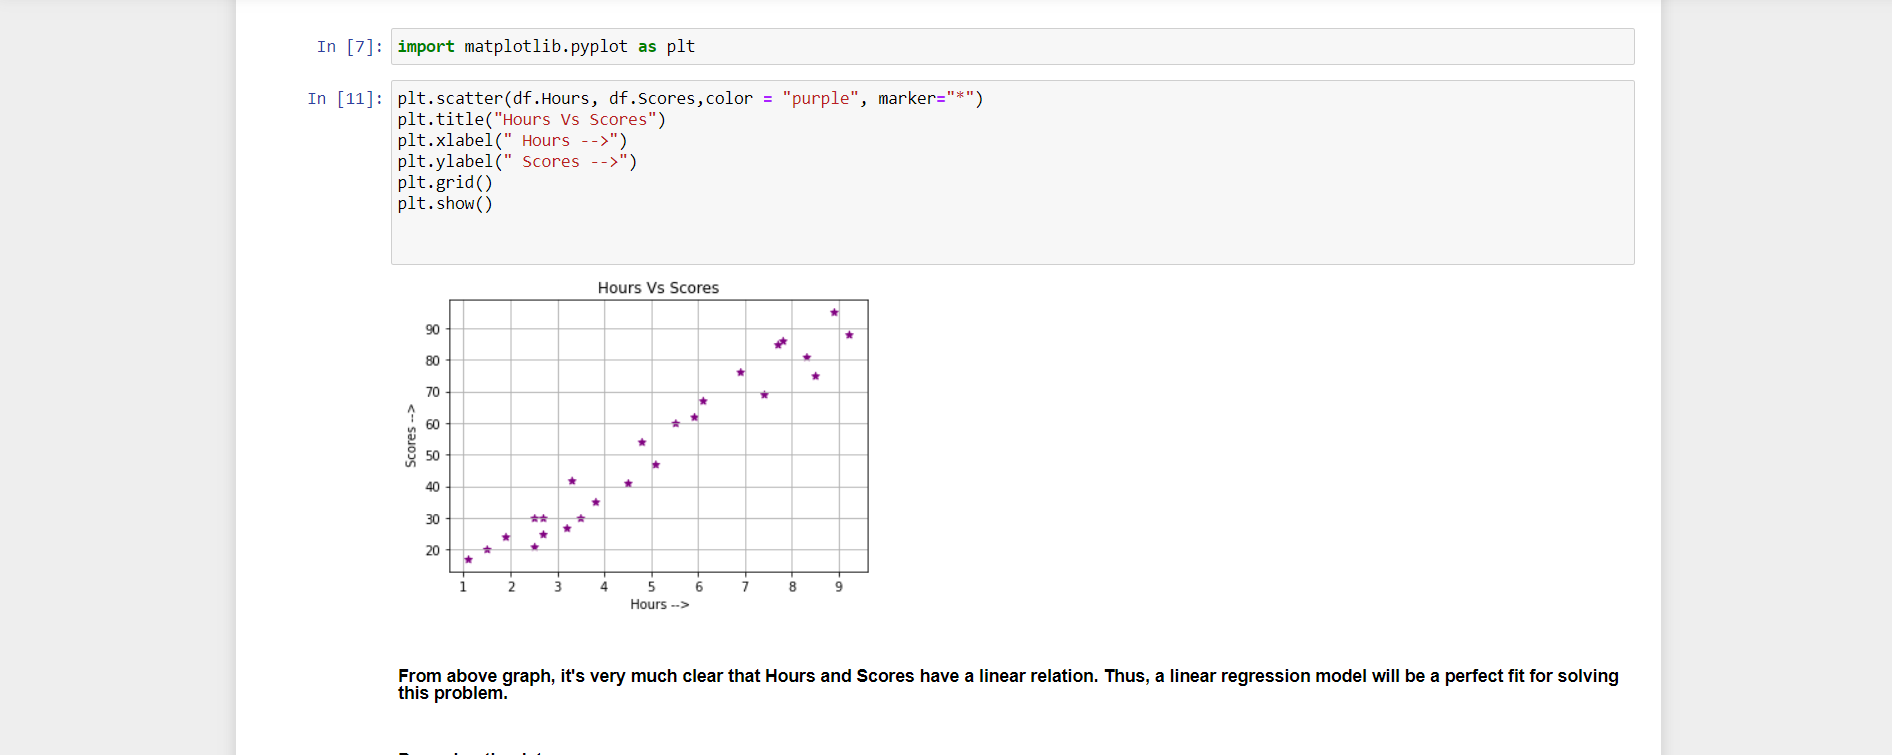 In [7]: import matplotlib.pyplot as plt
In [11]: plt.scatter(df.Hours, df.Scores,color = "purple", marker="*")
plt.title("Hours Vs Scores")
plt.xlabel(" Hours -->")
plt.ylabel(" Scores -->")
plt.grid()
plt.show()
Hours Vs Scores
90
80
70
60
50
40
30
20
Scores -->
1 2 3 4 5 6 7 8 9
Hours -->
From above graph, it's very much clear that Hours and Scores have a linear relation. Thus, a linear regression model will be a perfect fit for solving
this problem.